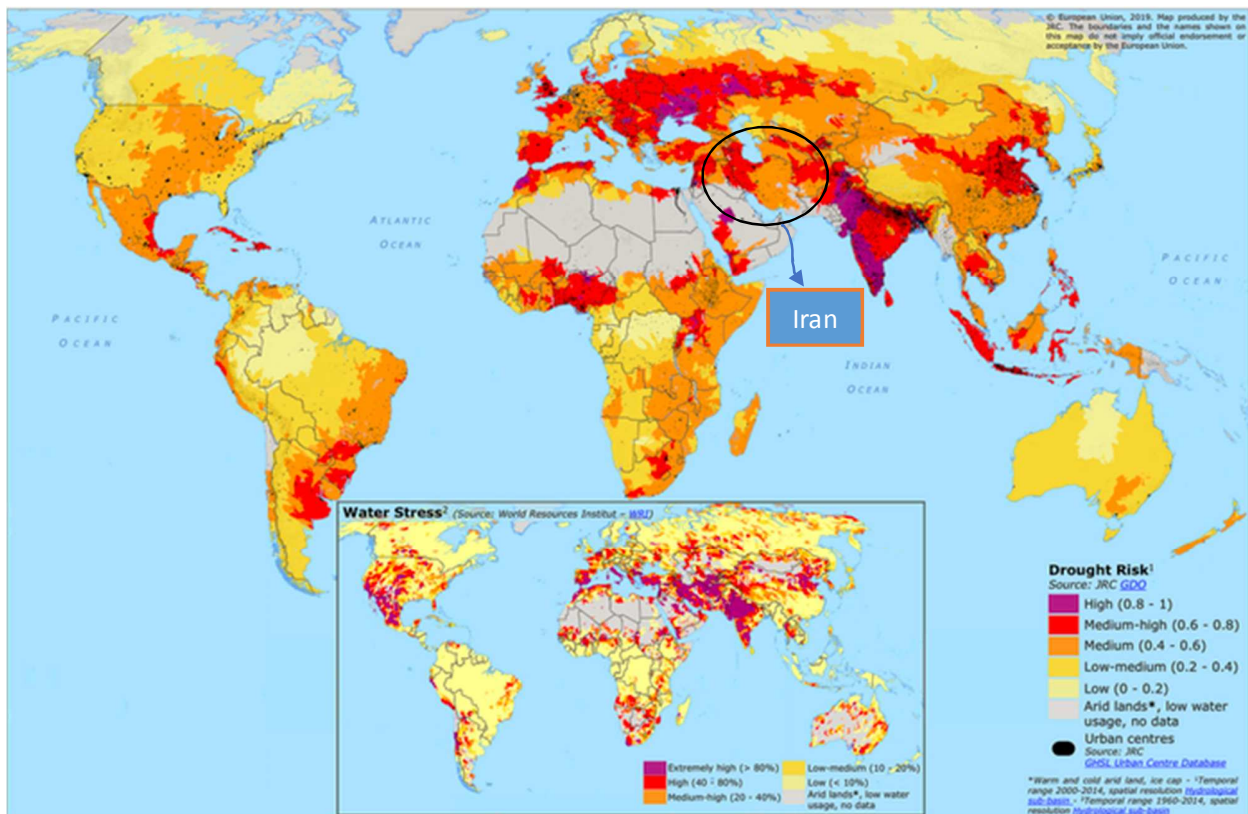 © European Union, 2019. Map produced by the
JRC. The boundaries and the names shown on
this map do not imply official endorsement or
acceptance by the European Union.
ATLANTIC
OCEAN
PACIFIC
OCEAN
PACIFIC
OCEAN
Iran
INDIAN
OCEAN
Water Stress² (Source: World Resources Institut – WRI)
Extremely high (> 80%)
High (40 - 80%)
Medium-high (20 - 40%)
Low-medium (10 - 20%)
Low (< 10%)
Arid lands*, low water
usage, no data
Drought Risk¹
Source: JRC GDO
High (0.8 - 1)
Medium-high (0.6 - 0.8)
Medium (0.4 - 0.6)
Low-medium (0.2 - 0.4)
Low (0 - 0.2)
Arid lands*, low water
usage, no data
Urban centres
Source: JRC
GHSL Urban Centre Database
*Warm and cold arid land, ice cap - ¹Temporal
range 2000-2014, spatial resolution Hydrological
sub-basin - ²Temporal range 1960-2014, spatial
resolution Hydrological sub-basin